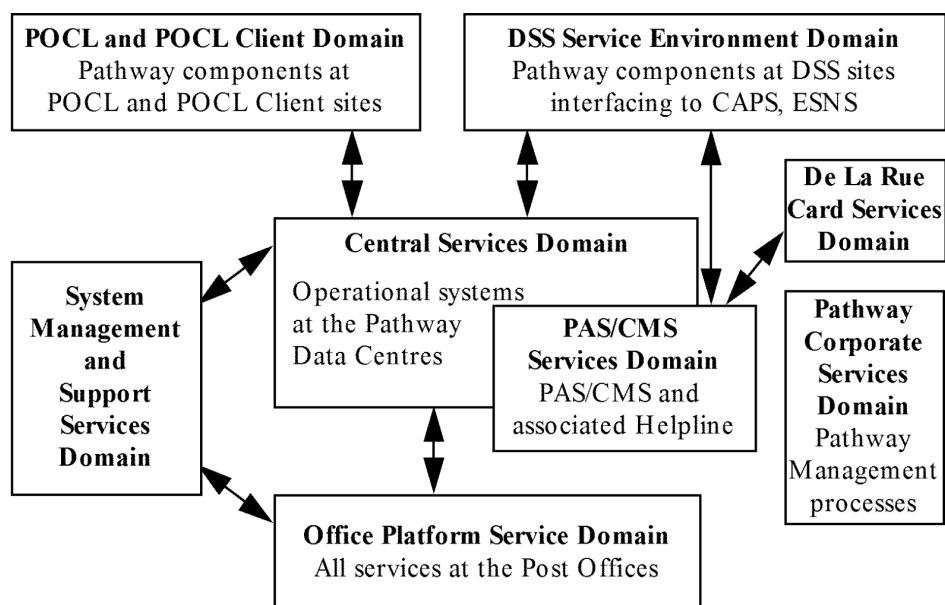 POCL and POCL Client Domain
Pathway components at
POCL and POCL Client sites
DSS Service Environment Domain
Pathway components at DSS sites
interfacing to CAPS, ESNS
De La Rue
Card Services
Domain
Central Services Domain
Operational systems
at the Pathway
Data Centres
System
Management
and
Support
Services
Domain
PAS/CMS
Services Domain
PAS/CMS and
associated Helpline
Pathway
Corporate
Services
Domain
Pathway
Management
processes
Office Platform Service Domain
All services at the Post Offices